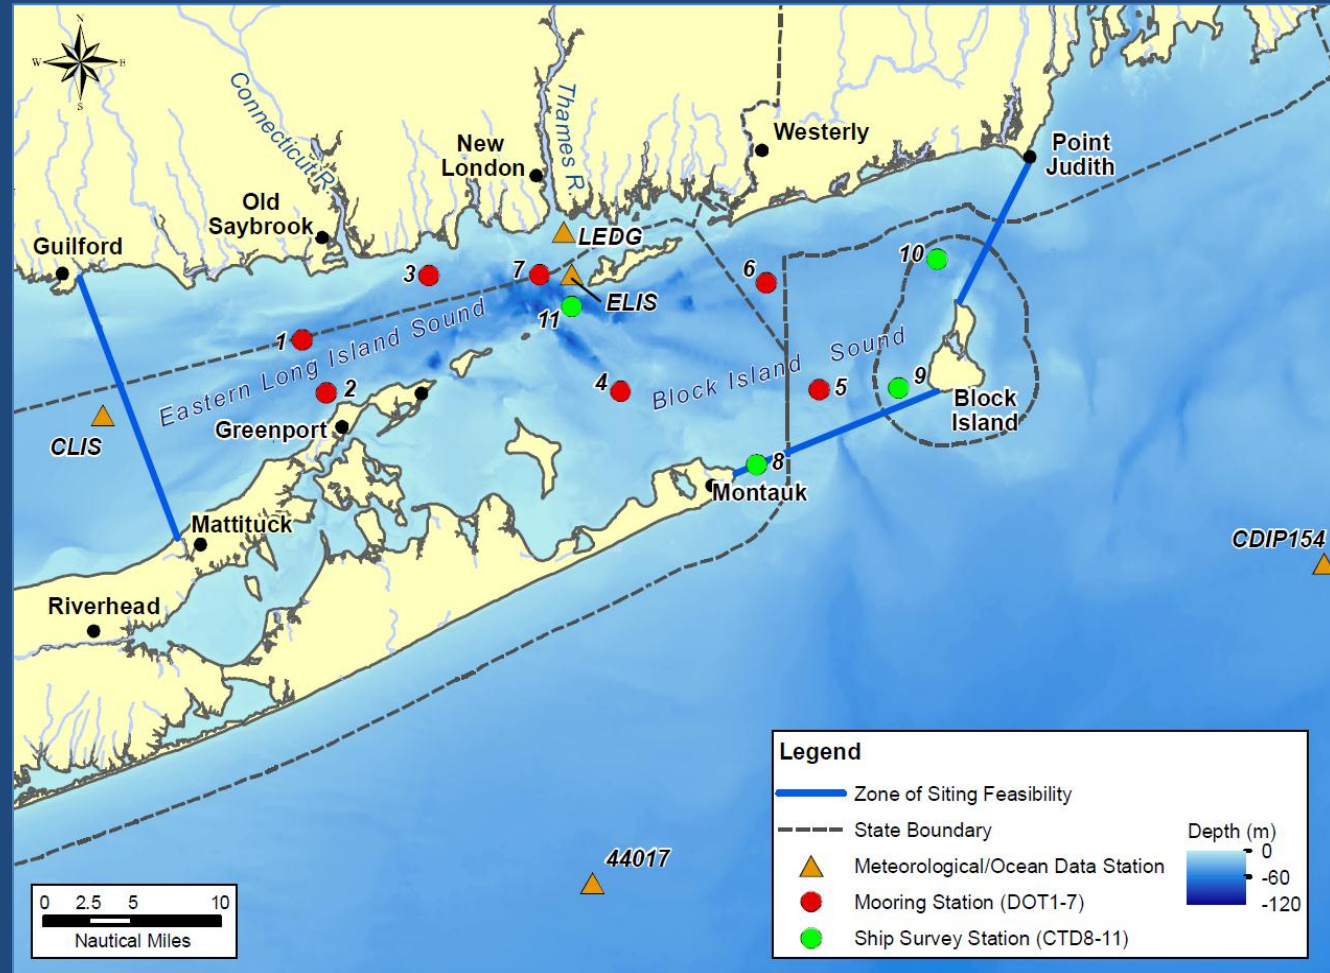 N
W
E
S
Connecticut R.
Thames R.
New
London
Westerly
Point
Judith
Old
Saybrook
Guilford
LEDG
3
7
6
10
ELIS
11
1
Eastern Long Island Sound
2
4
Block Island Sound
5
9
Block
Island
CLIS
Greenport
8
Montauk
Mattituck
CDIP154
Riverhead
44017
Legend
Zone of Siting Feasibility
State Boundary
Meteorological/Ocean Data Station
Mooring Station (DOT1-7)
Ship Survey Station (CTD8-11)
Depth (m)
0
-60
-120
0 2.5 5 10
Nautical Miles